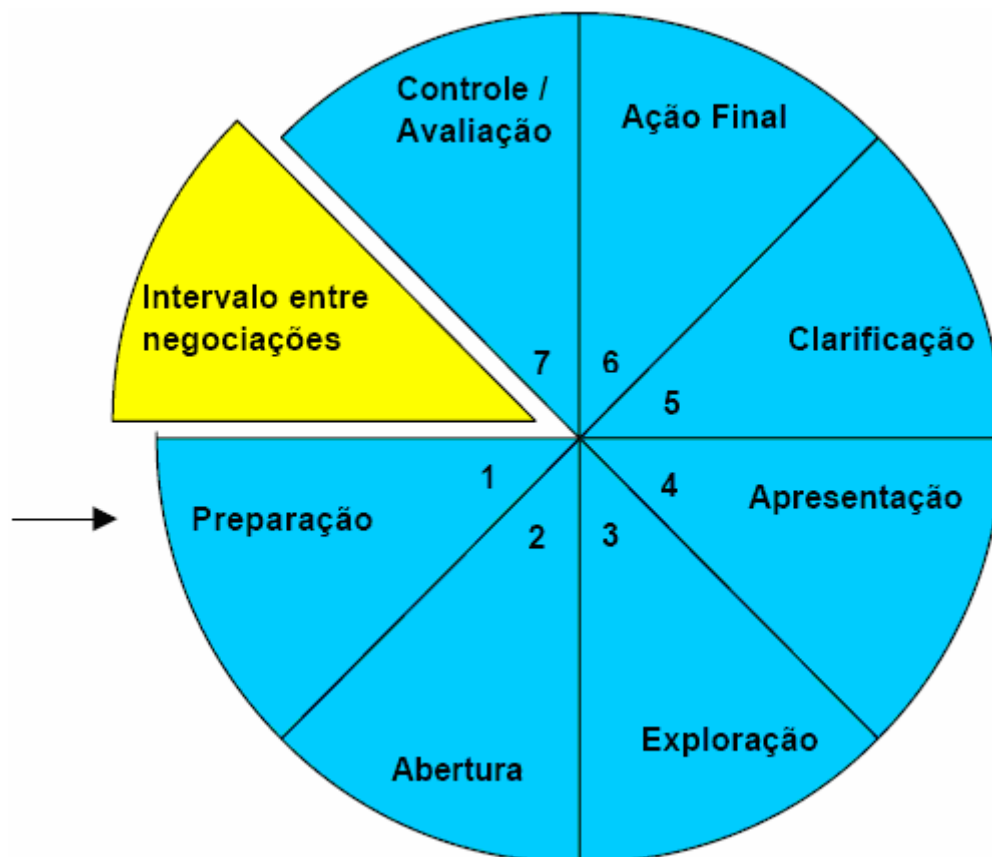 Controle /
Avaliação
Ação Final
Intervalo entre
negociações
Clarificação
7
6
5
1
2
3
4
Preparação
Apresentação
Abertura
Exploração